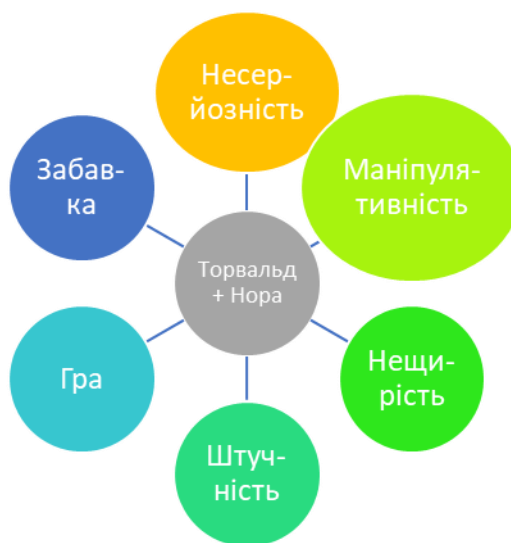 Несер-
йозність
Маніпуля-
тивність
Нещи-
рість
Штуч-
ність
Гра
Забав-
ка
Торвальд
+ Нора